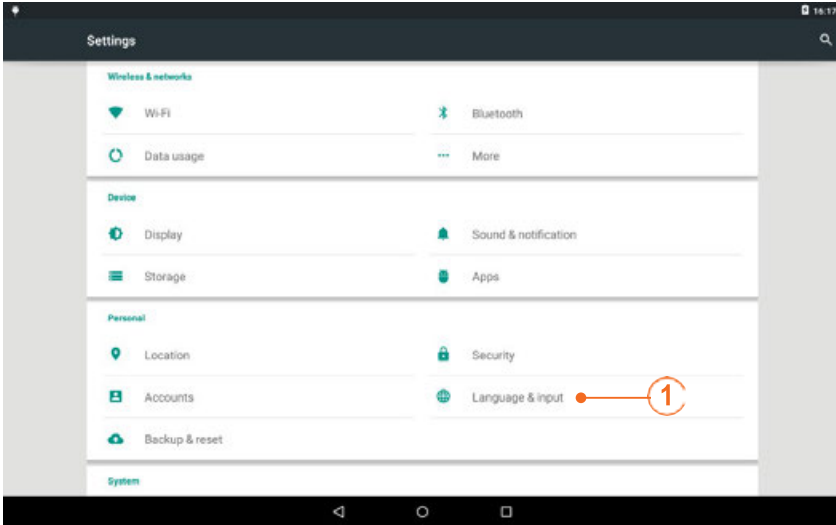 16:17
Settings
Wireless & networks
Wi-Fi
Bluetooth
Data usage
More
Device
Display
Sound & notification
Storage
Apps
Personal
Location
Security
Accounts
Language & input
1
Backup & reset
System